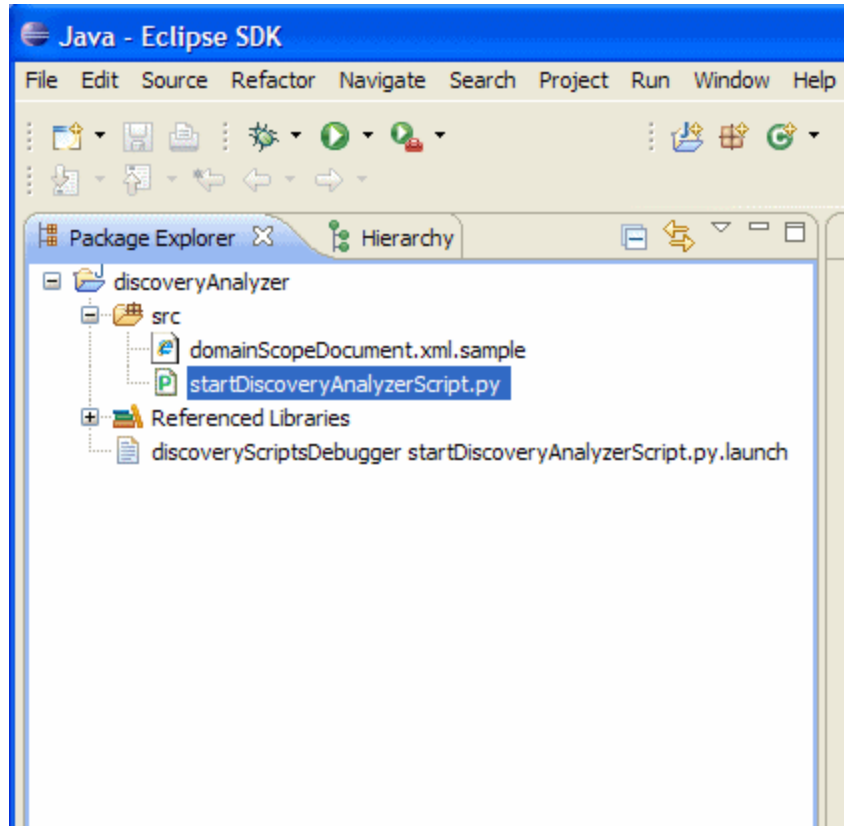 Java - Eclipse SDK
File Edit Source Refactor Navigate Search Project Run Window Help
Package Explorer Hierarchy
discoveryAnalyzer
src
domainScopeDocument.xml.sample
startDiscoveryAnalyzerScript.py
Referenced Libraries
discoveryScriptsDebugger startDiscoveryAnalyzerScript.py.launch